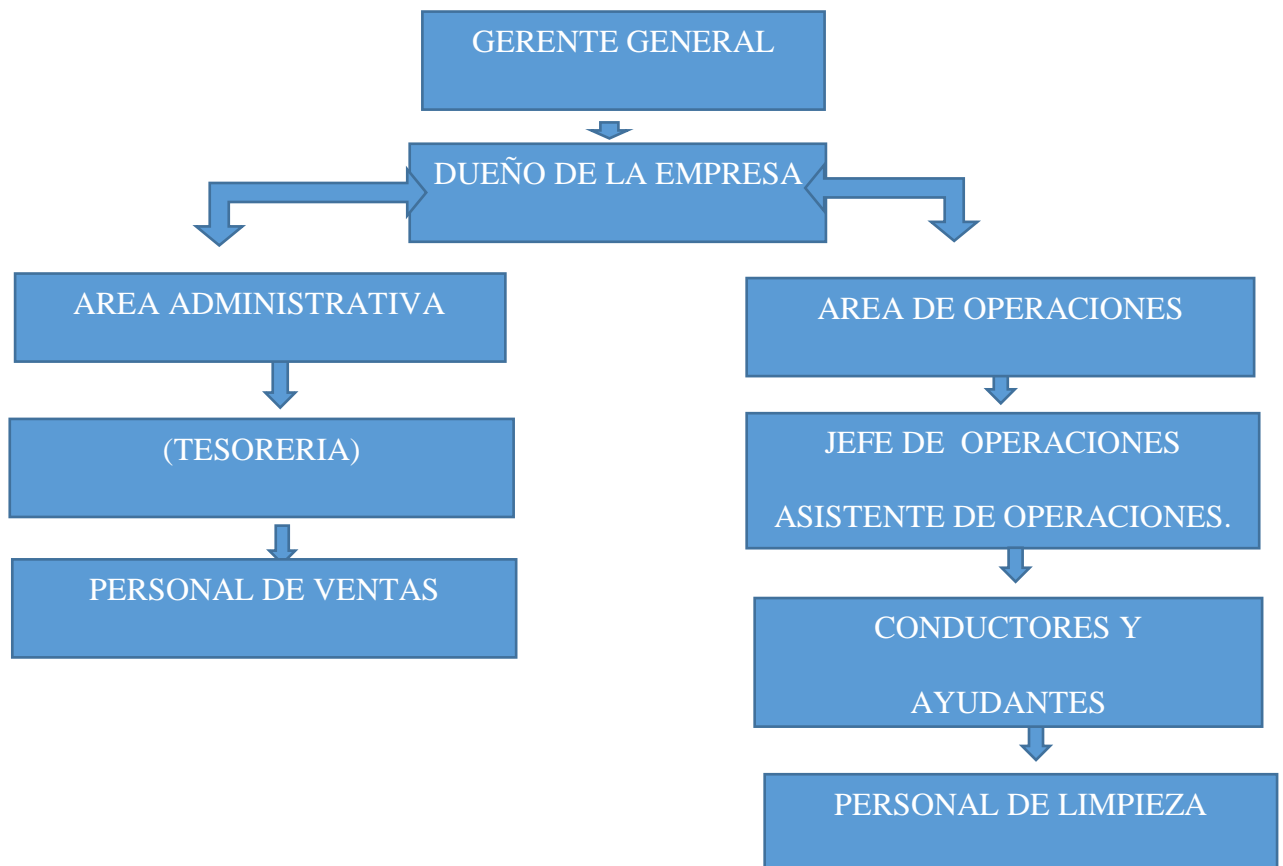 GERENTE GENERAL
DUEÑO DE LA EMPRESA
AREA ADMINISTRATIVA
(TESORERIA)
PERSONAL DE VENTAS
AREA DE OPERACIONES
JEFE DE OPERACIONES
ASISTENTE DE OPERACIONES.
CONDUCTORES Y
AYUDANTES
PERSONAL DE LIMPIEZA